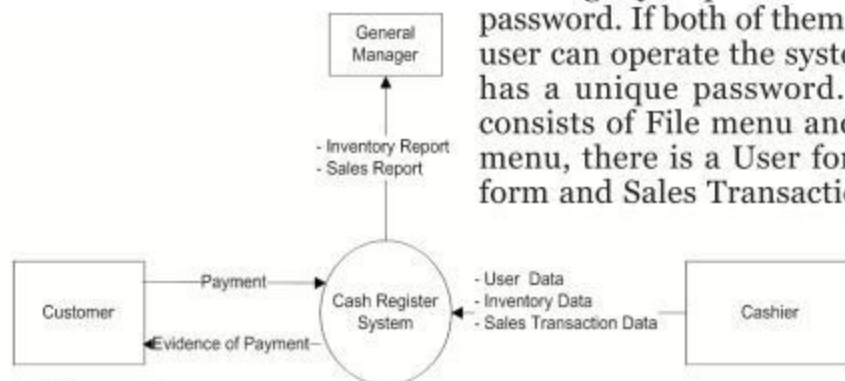 password. If both of them
user can operate the syste
has a unique password.
consists of File menu and
menu, there is a User for
form and Sales Transactio
General
Manager
- Inventory Report
- Sales Report
Customer
Payment
Evidence of Payment
Cash Register
System
- User Data
- Inventory Data
- Sales Transaction Data
Cashier